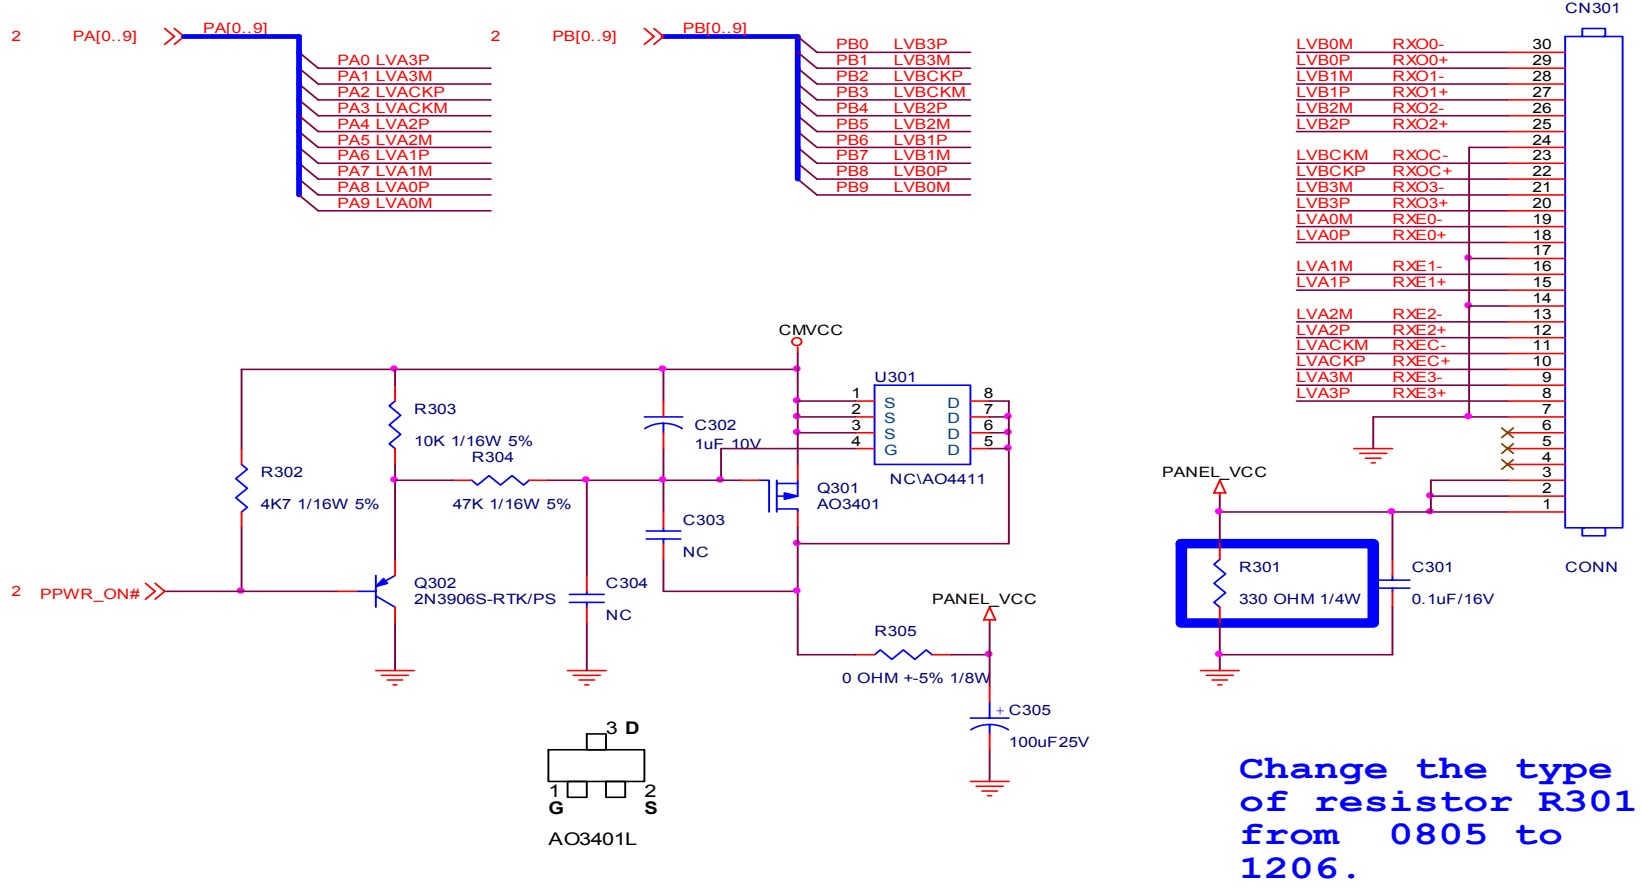 2 PA[0..9] PA[0..9]
PA0 LVA3P
PA1 LVA3M
PA2 LVACKP
PA3 LVACKM
PA4 LVA2P
PA5 LVA2M
PA6 LVA1P
PA7 LVA1M
PA8 LVA0P
PA9 LVA0M
2 PB[0..9] PB[0..9]
PB0 LVB3P
PB1 LVB3M
PB2 LVBCKP
PB3 LVBCKM
PB4 LVB2P
PB5 LVB2M
PB6 LVB1P
PB7 LVB1M
PB8 LVB0P
PB9 LVB0M
CN301
LVB0M RXO0- 30
LVB0P RXO0+ 29
LVB1M RXO1- 28
LVB1P RXO1+ 27
LVB2M RXO2- 26
LVB2P RXO2+ 25
24
LVBCKM RXOC- 23
LVBCKP RXOC+ 22
LVB3M RXO3- 21
LVB3P RXO3+ 20
LVA0M RXE0- 19
LVA0P RXE0+ 18
17
LVA1M RXE1- 16
LVA1P RXE1+ 15
14
LVA2M RXE2- 13
LVA2P RXE2+ 12
LVACKM RXEC- 11
LVACKP RXEC+ 10
LVA3M RXE3- 9
LVA3P RXE3+ 8
7
6
5
4
3
2
1
CONN
CMVCC
U301
1 S D 8
2 S D 7
3 S D 6
4 G D 5
NC\AO4411
R303
10K 1/16W 5%
C302
1uF 10V
R302
4K7 1/16W 5%
R304
47K 1/16W 5%
Q301
AO3401
C303
NC
2 PPWR_ON#
Q302
2N3906S-RTK/PS
C304
NC
PANEL_VCC
R305
0 OHM +-5% 1/8W
+ C305
100uF25V
PANEL_VCC
R301
330 OHM 1/4W
C301
0.1uF/16V
3 D
1 2
G S
AO3401L
Change the type
of resistor R301
from 0805 to
1206.